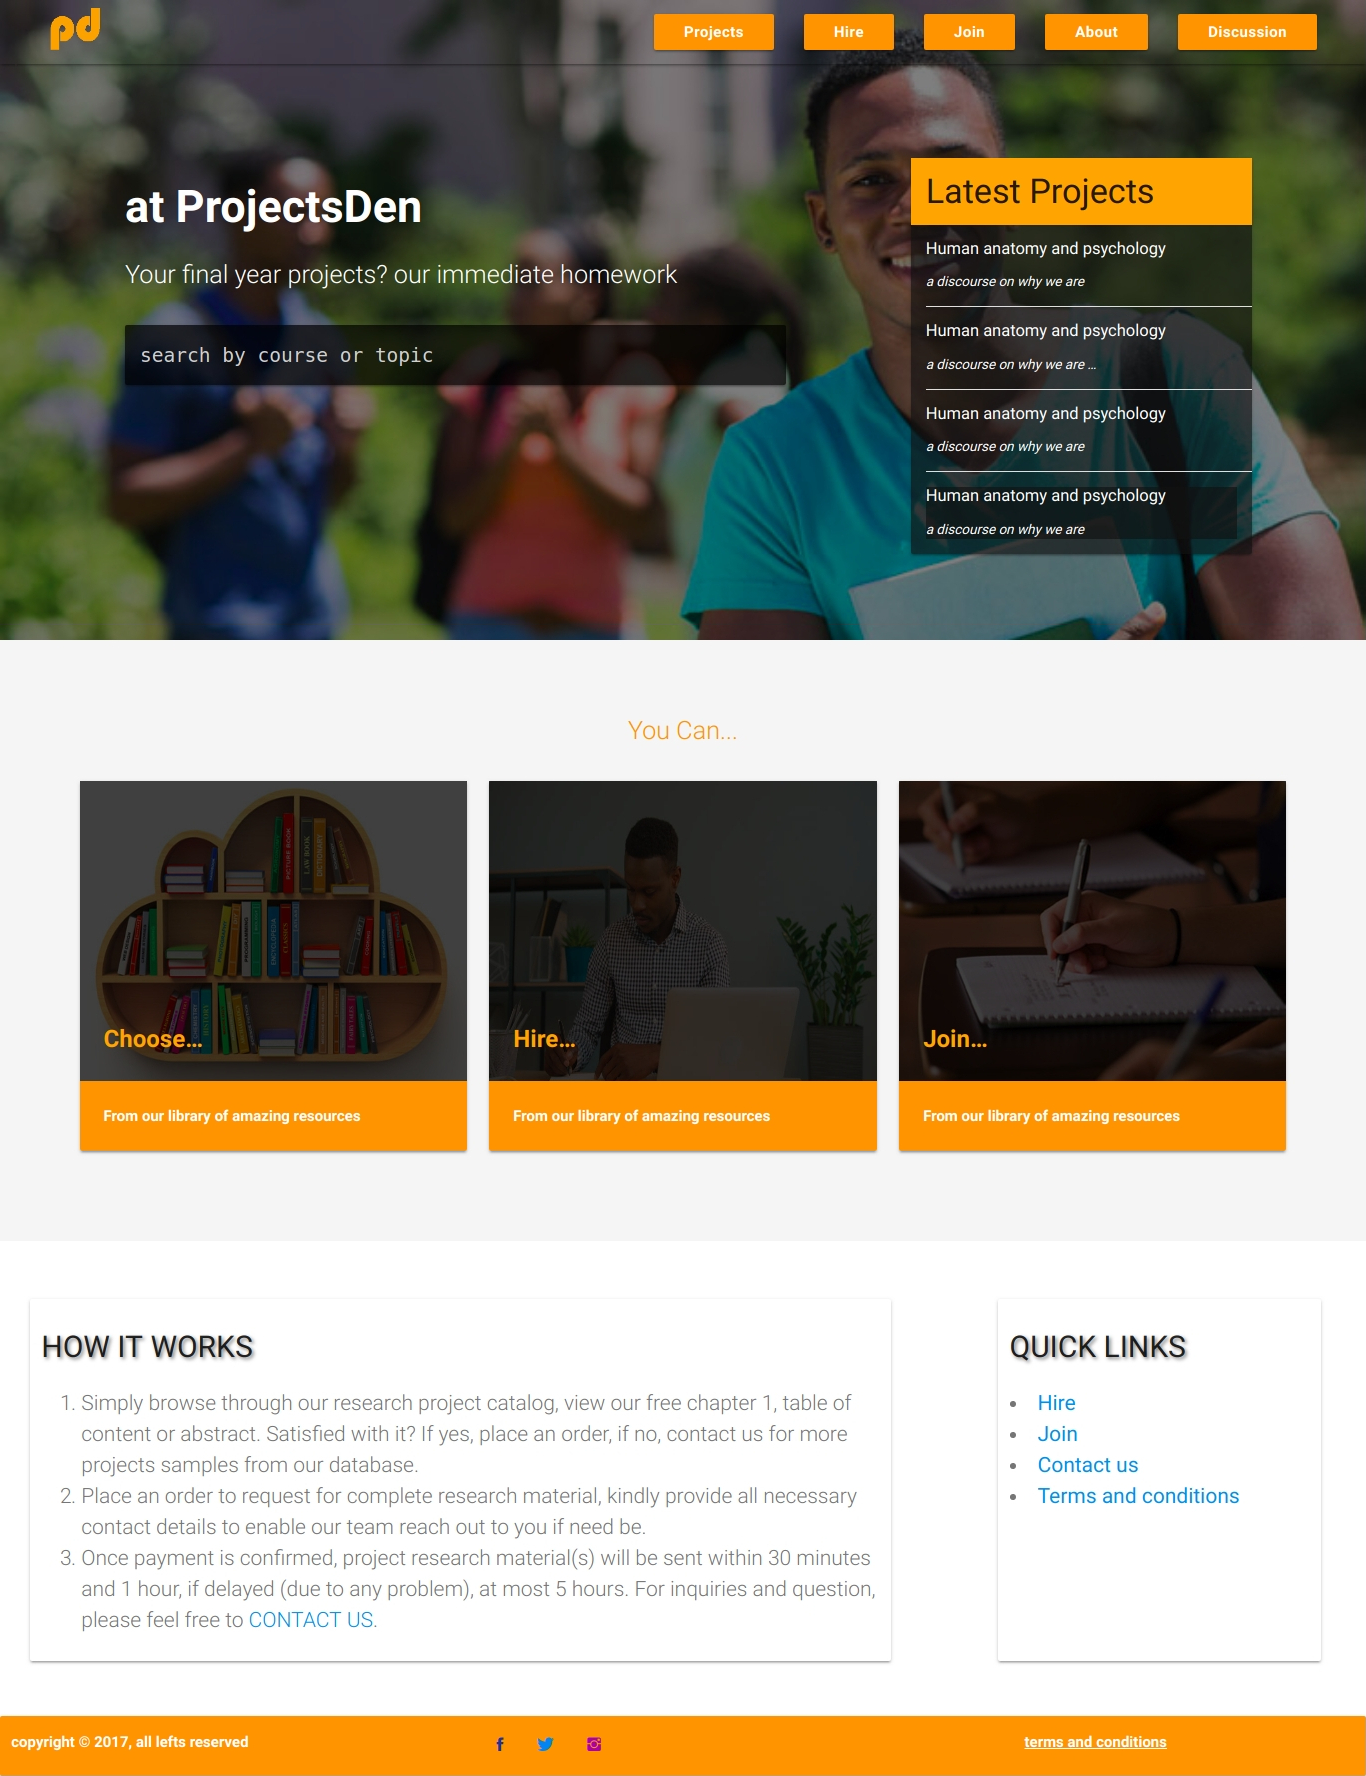 pd
Projects
Hire
Join
About
Discussion
at ProjectsDen
Your final year projects? our immediate homework
search by course or topic
Latest Projects
Human anatomy and psychology
a discourse on why we are
Human anatomy and psychology
a discourse on why we are ...
Human anatomy and psychology
a discourse on why we are
Human anatomy and psychology
a discourse on why we are
You Can...
Choose...
From our library of amazing resources
Hire...
From our library of amazing resources
Join...
From our library of amazing resources
HOW IT WORKS
1. Simply browse through our research project catalog, view our free chapter 1, table of
content or abstract. Satisfied with it? If yes, place an order, if no, contact us for more
projects samples from our database.
2. Place an order to request for complete research material, kindly provide all necessary
contact details to enable our team reach out to you if need be.
3. Once payment is confirmed, project research material(s) will be sent within 30 minutes
and 1 hour, if delayed (due to any problem), at most 5 hours. For inquiries and question,
please feel free to CONTACT US.
QUICK LINKS
Hire
Join
Contact us
Terms and conditions
copyright © 2017, all lefts reserved
terms and conditions